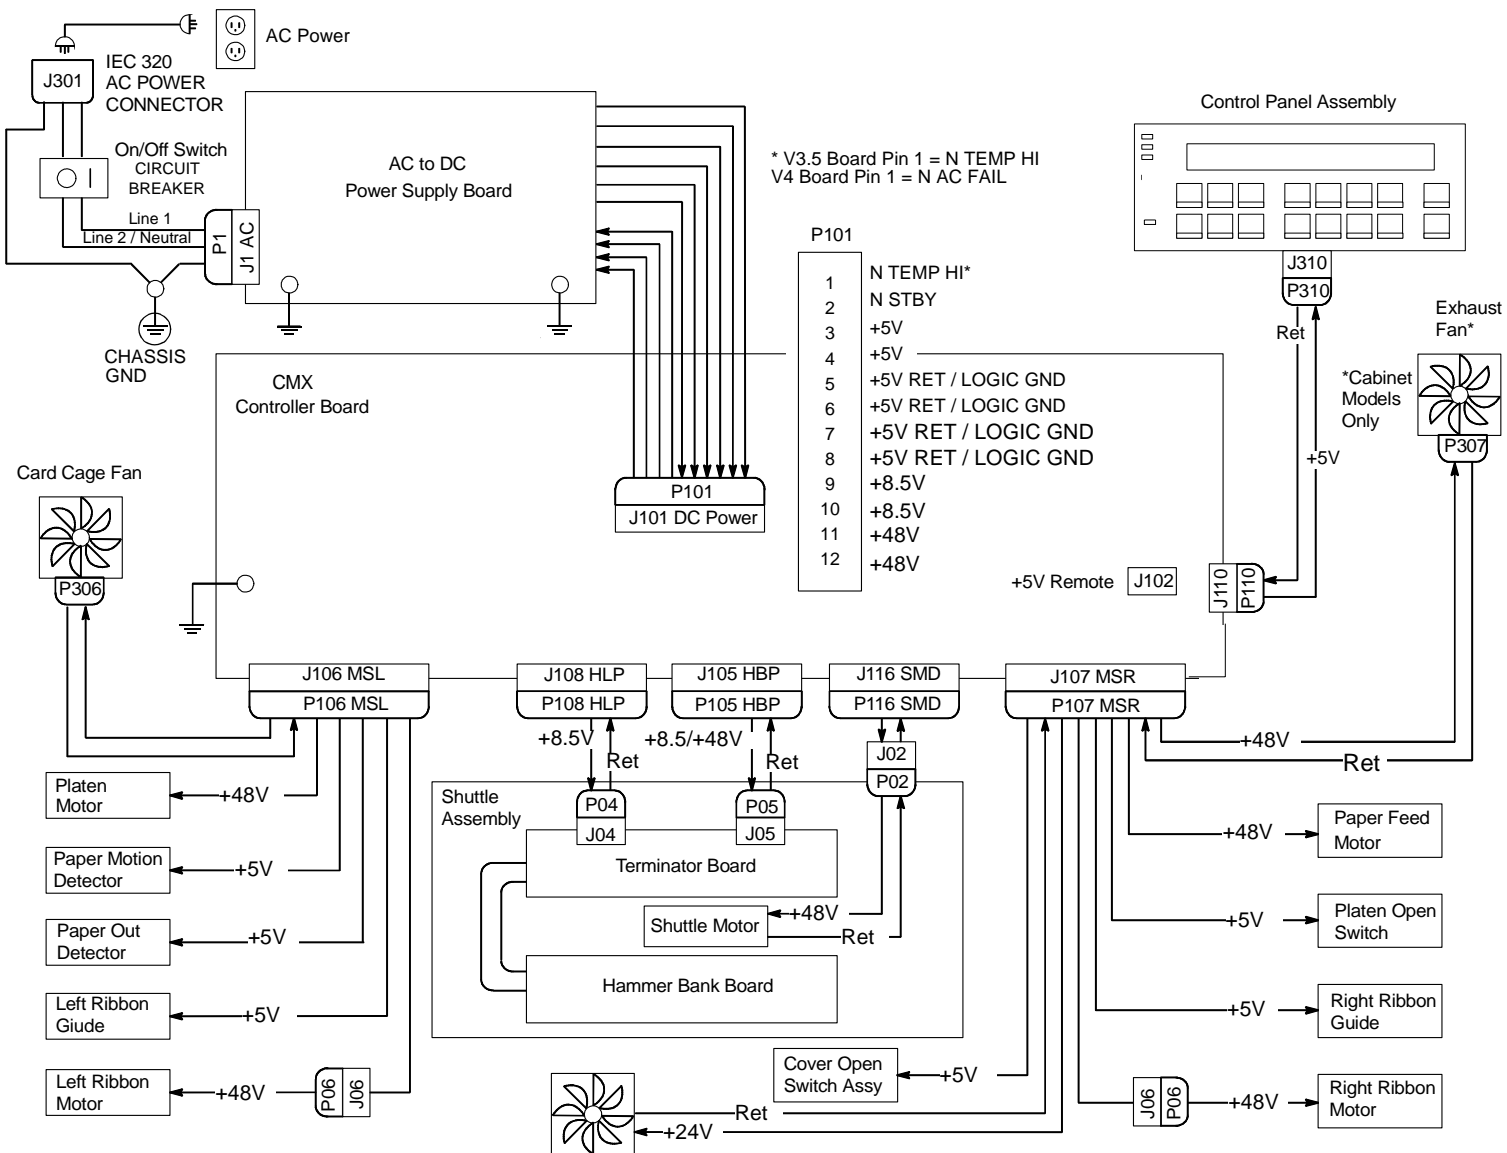 AC Power
IEC 320
AC POWER
CONNECTOR
J301
On/Off Switch
CIRCUIT
BREAKER
Line 1
Line 2 / Neutral
P1
J1 AC
CHASSIS
GND
AC to DC
Power Supply Board
* V3.5 Board Pin 1 = N TEMP HI
V4 Board Pin 1 = N AC FAIL
Control Panel Assembly
J310
P310
Ret
+5V
Exhaust
Fan*
*Cabinet
Models
Only
P307
P101
1 N TEMP HI*
2 N STBY
3 +5V
4 +5V
5 +5V RET / LOGIC GND
6 +5V RET / LOGIC GND
7 +5V RET / LOGIC GND
8 +5V RET / LOGIC GND
9 +8.5V
10 +8.5V
11 +48V
12 +48V
CMX
Controller Board
P101
J101 DC Power
Card Cage Fan
P306
+5V Remote
J102
J110
P110
J106 MSL
P106 MSL
J108 HLP
P108 HLP
J105 HBP
P105 HBP
J116 SMD
P116 SMD
J107 MSR
P107 MSR
+8.5V
Ret
+8.5/+48V
Ret
J02
P02
+48V
Ret
Shuttle
Assembly
P04
J04
P05
J05
Terminator Board
Shuttle Motor
+48V
Ret
Hammer Bank Board
Platen
Motor
+48V
Paper Motion
Detector
+5V
Paper Out
Detector
+5V
Left Ribbon
Giude
+5V
Left Ribbon
Motor
+48V
P06
J06
+48V
Paper Feed
Motor
+5V
Platen Open
Switch
+5V
Right Ribbon
Guide
J06
P06
+48V
Right Ribbon
Motor
Cover Open
Switch Assy
+5V
Ret
+24V